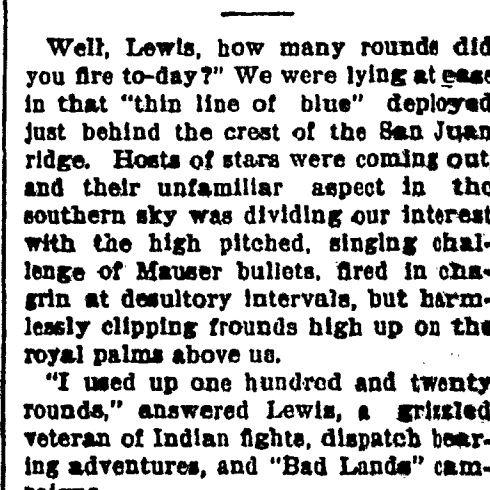 Well, Lewis, how many rounds did
you fire to-day?" We were lying at ease
in that "thin line of blue" deployed
just behind the crest of the San Juan
ridge. Hosts of stars were coming out
and their unfamiliar aspect in the
southern sky was dividing our interest
with the high pitched, singing chal-
lenge of Mauser bullets, fired in cha-
grin at desultory intervals, but harm-
lessly clipping frounds high up on the
royal palms above us.
"I used up one hundred and twenty
rounds," answered Lewis, a grizzled
veteran of Indian fights, dispatch bear-
ing adventures, and "Bad Lands" cam-